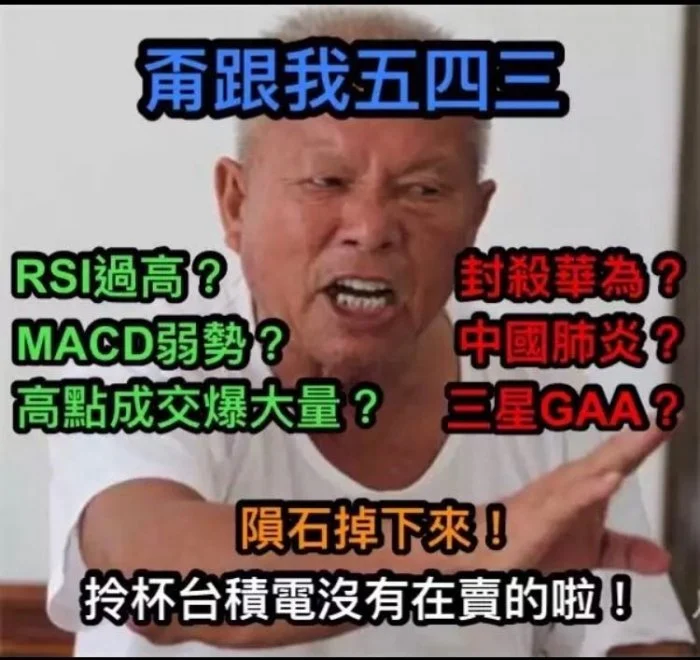 甭跟我五四三
RSI過高？
MACD弱勢？
高點成交爆大量？
封殺華為？
中國肺炎？
三星GAA？
隕石掉下來！
拎杯台積電沒有在賣的啦！